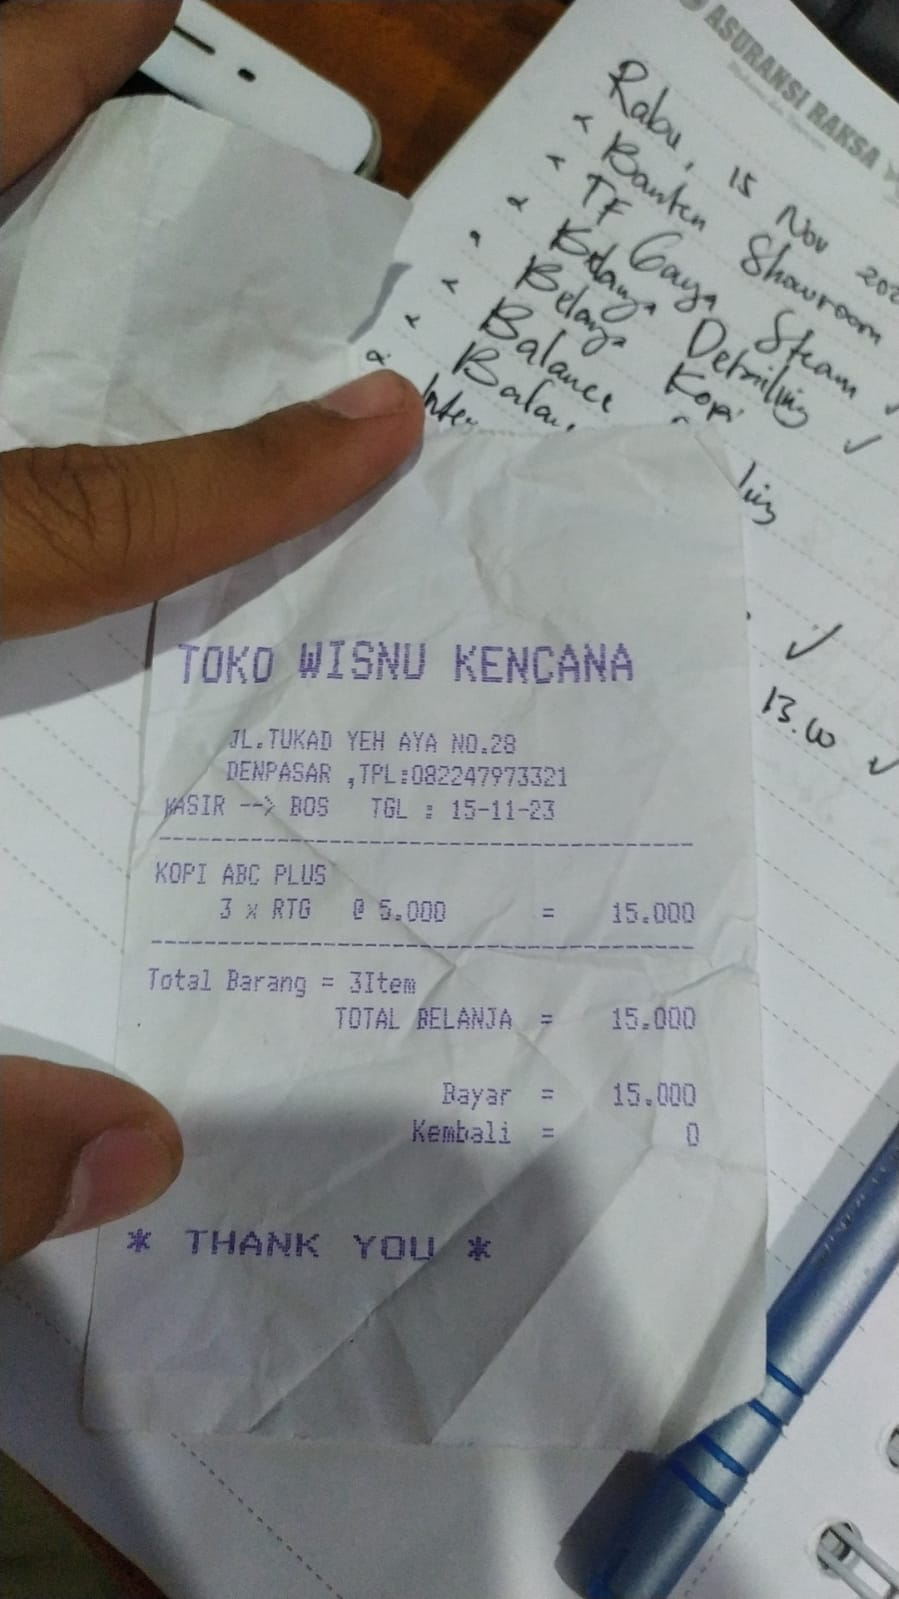 ASURANSI RAKSA
Rabu, 15 Nov 202
Banten Showroom
TF Gaya Steam ✓
Belanja Detailing ✓
Belanja Kopi
Balance
TOKO WISNU KENCANA
JL.TUKAD YEH AYA NO.28
DENPASAR ,TPL:082247973321
KASIR --> BOS TGL : 15-11-23
KOPI ABC PLUS
3 x RTG @ 5.000 = 15.000
Total Barang = 3Item
TOTAL BELANJA = 15.000
Bayar = 15.000
Kembali = 0
* THANK YOU *
13.00 ✓